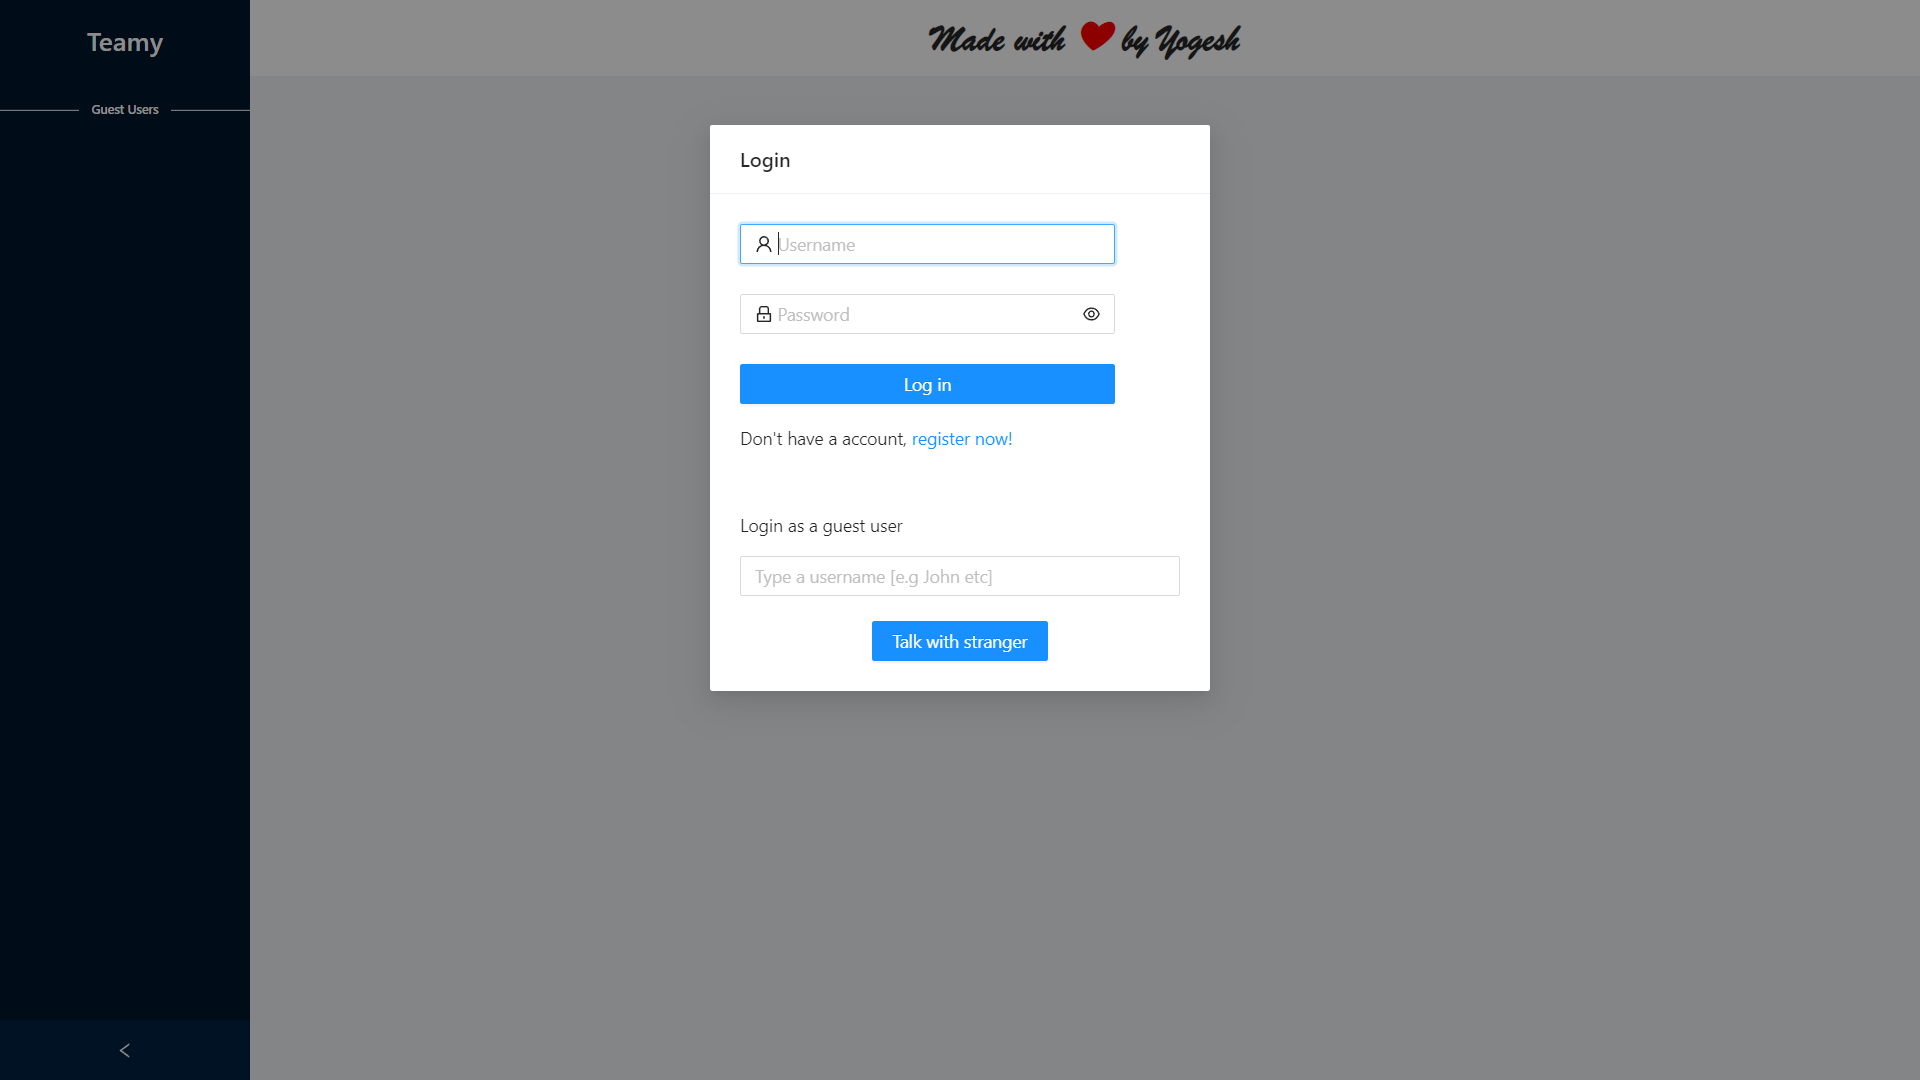 Teamy
Made with by Yogesh
Guest Users
Login
Username
Password
Log in
Don't have a account, register now!
Login as a guest user
Type a username [e.g John etc]
Talk with stranger